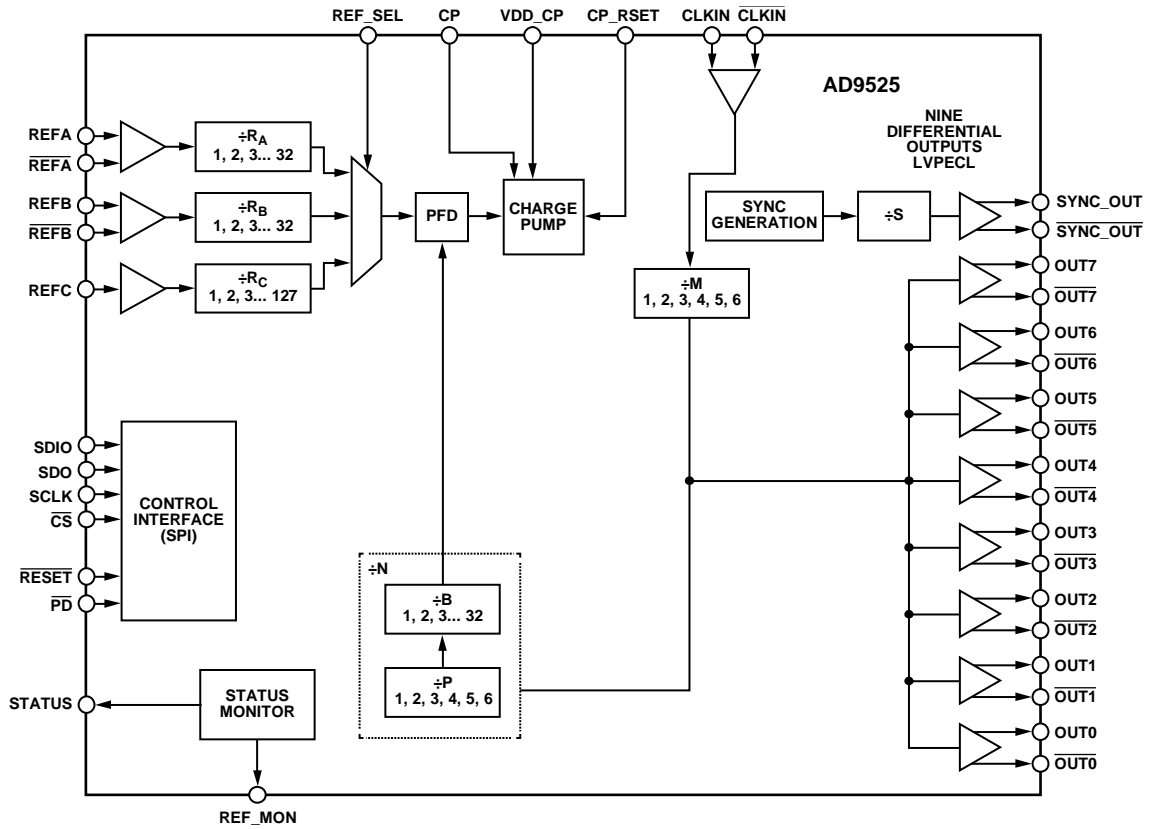 REF_SEL CP VDD_CP CP_RSET CLKIN CLKIN
AD9525
NINE
DIFFERENTIAL
OUTPUTS
LVPECL
REFA
REFA
REFB
REFB
REFC
÷RA
1, 2, 3... 32
÷RB
1, 2, 3... 32
÷RC
1, 2, 3... 127
PFD
CHARGE
PUMP
SYNC
GENERATION
÷S
÷M
1, 2, 3, 4, 5, 6
SYNC_OUT
SYNC_OUT
OUT7
OUT7
OUT6
OUT6
OUT5
OUT5
OUT4
OUT4
OUT3
OUT3
OUT2
OUT2
OUT1
OUT1
OUT0
OUT0
SDIO
SDO
SCLK
CS
RESET
PD
CONTROL
INTERFACE
(SPI)
÷N
÷B
1, 2, 3... 32
÷P
1, 2, 3, 4, 5, 6
STATUS
STATUS
MONITOR
REF_MON